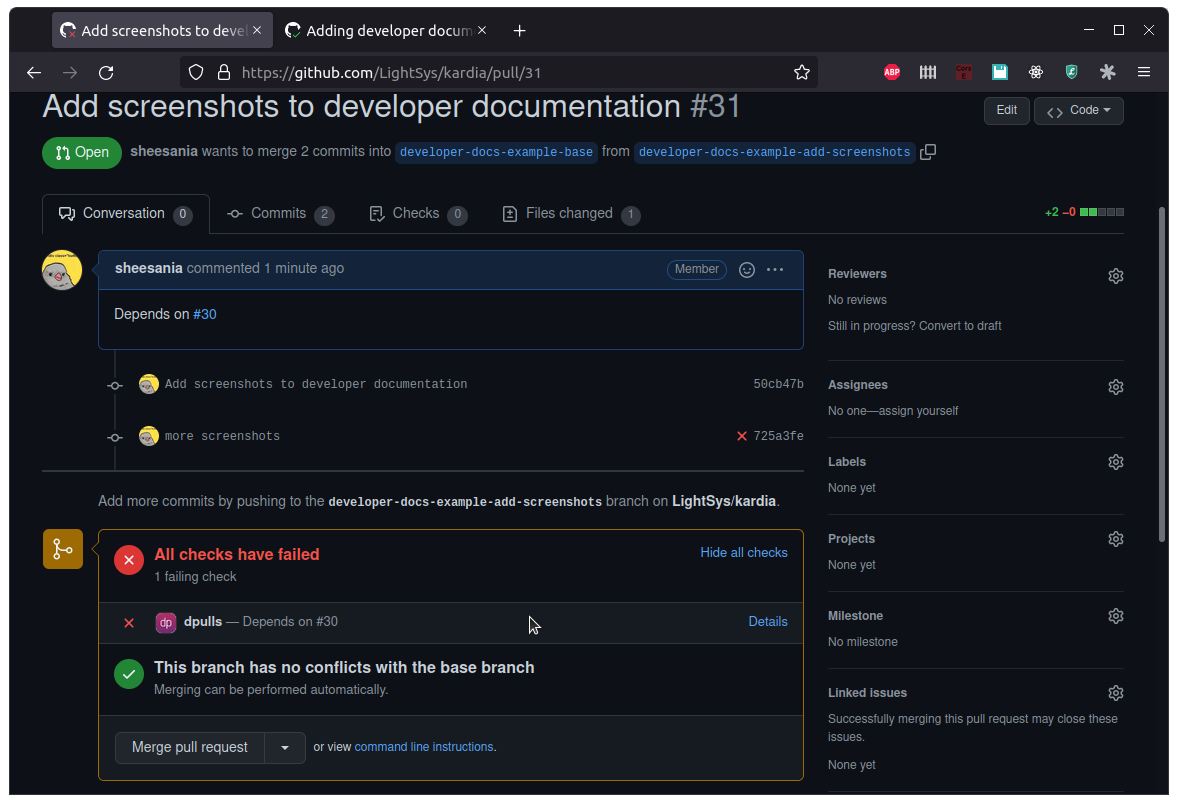 Add screenshots to devel
Adding developer docum
https://github.com/LightSys/kardia/pull/31
ABP
Add screenshots to developer documentation #31
Edit
Code
Open
sheesania wants to merge 2 commits into developer-docs-example-base from developer-docs-example-add-screenshots
Conversation 0
Commits 2
Checks 0
Files changed 1
+2 −0
sheesania commented 1 minute ago
Member
Depends on #30
Add screenshots to developer documentation
50cb47b
more screenshots
725a3fe
Add more commits by pushing to the developer-docs-example-add-screenshots branch on LightSys/kardia.
All checks have failed
Hide all checks
1 failing check
dp
dpulls — Depends on #30
Details
This branch has no conflicts with the base branch
Merging can be performed automatically.
Merge pull request
or view command line instructions.
Reviewers
No reviews
Still in progress? Convert to draft
Assignees
No one—assign yourself
Labels
None yet
Projects
None yet
Milestone
No milestone
Linked issues
Successfully merging this pull request may close these
issues.
None yet